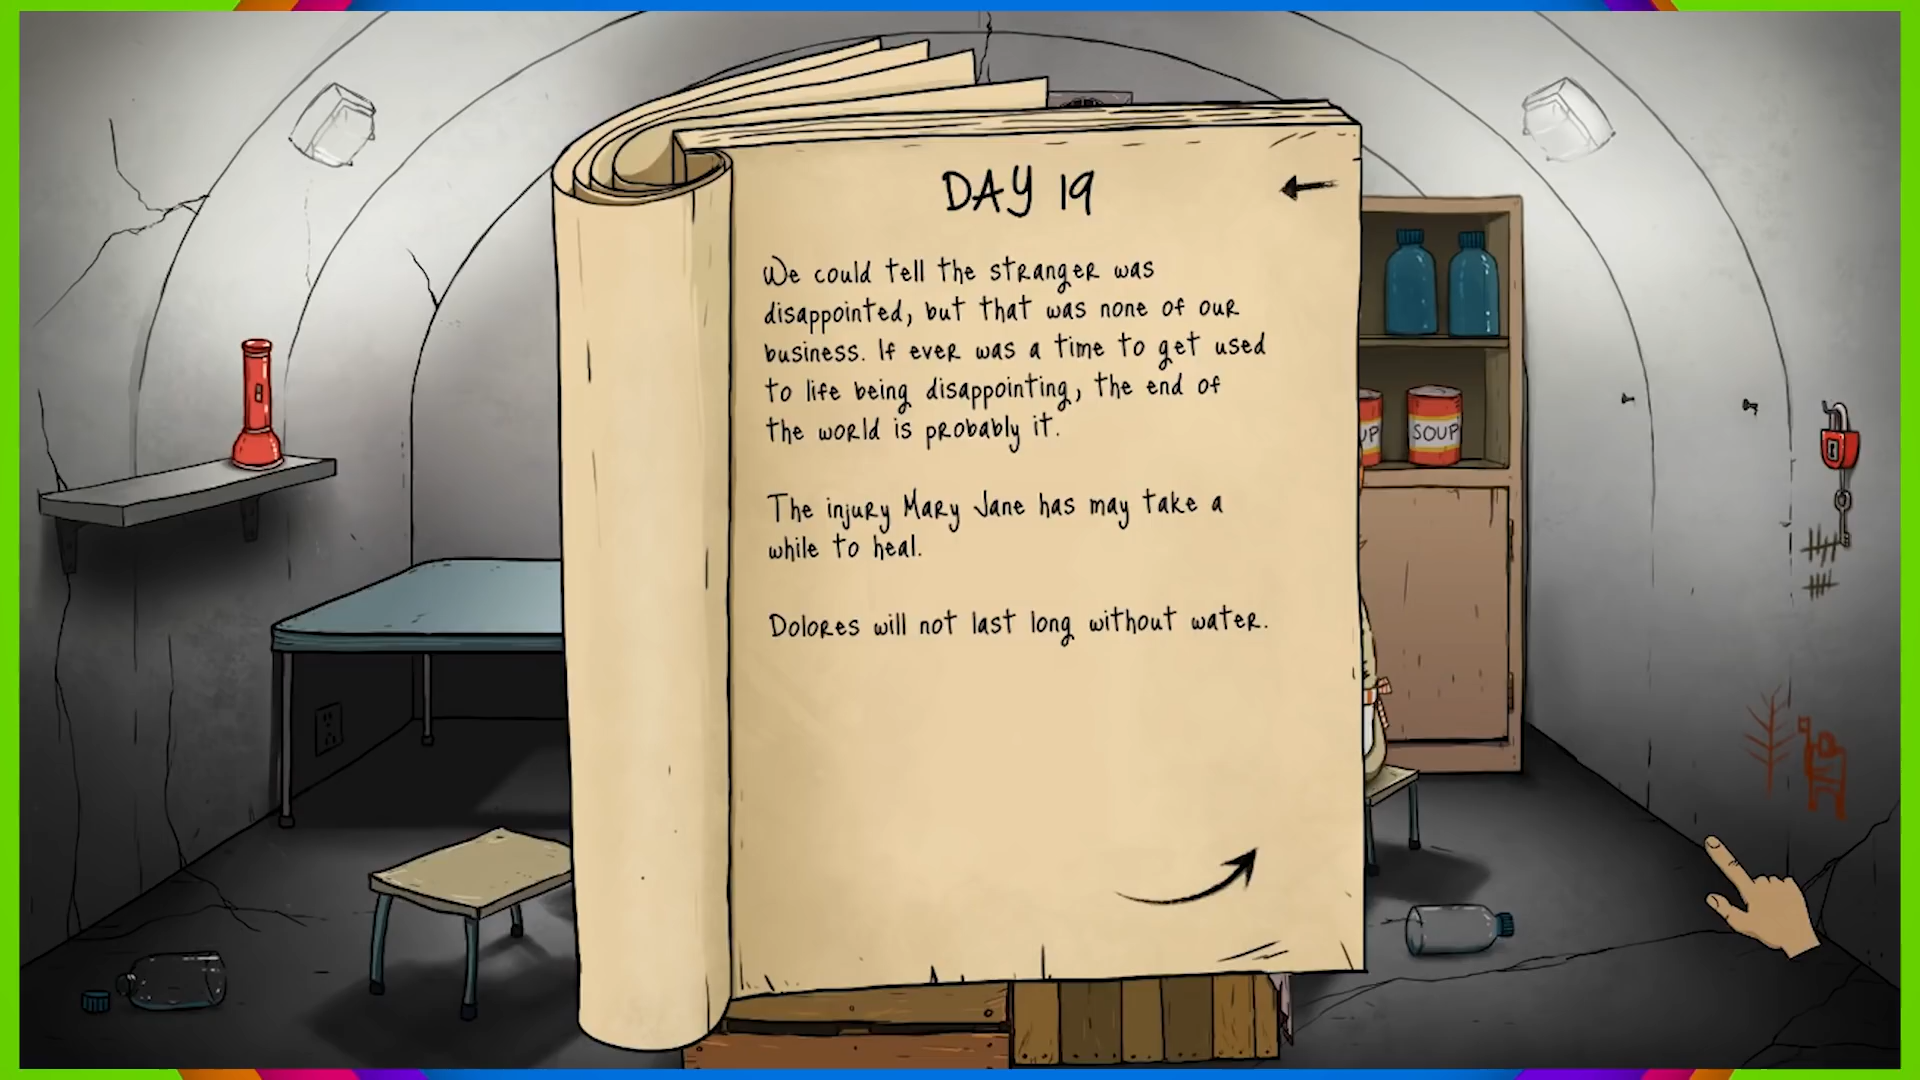 DAY 19
We could tell the stranger was
disappointed, but that was none of our
business. If ever was a time to get used
to life being disappointing, the end of
the world is probably it.
The injury Mary Jane has may take a
while to heal.
Dolores will not last long without water.
UP
SOUP